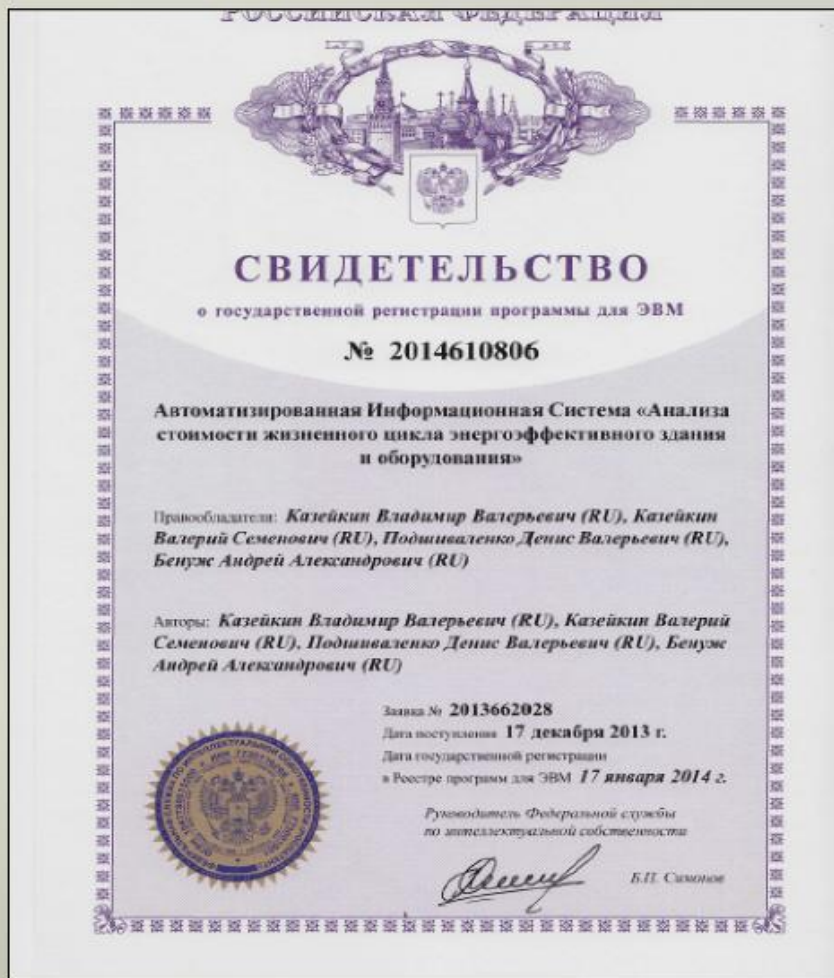 РОССИЙСКАЯ ФЕДЕРАЦИЯ
СВИДЕТЕЛЬСТВО
о государственной регистрации программы для ЭВМ
№ 2014610806
Автоматизированная Информационная Система «Анализа
стоимости жизненного цикла энергоэффективного здания
и оборудования»
Правообладатели: Казейкин Владимир Валерьевич (RU), Казейкин
Валерий Семенович (RU), Подшиваленко Денис Валерьевич (RU),
Бенуж Андрей Александрович (RU)
Авторы: Казейкин Владимир Валерьевич (RU), Казейкин Валерий
Семенович (RU), Подшиваленко Денис Валерьевич (RU), Бенуж
Андрей Александрович (RU)
Заявка № 2013662028
Дата поступления 17 декабря 2013 г.
Дата государственной регистрации
в Реестре программ для ЭВМ 17 января 2014 г.
Руководитель Федеральной службы
по интеллектуальной собственности
Б.П. Симонов